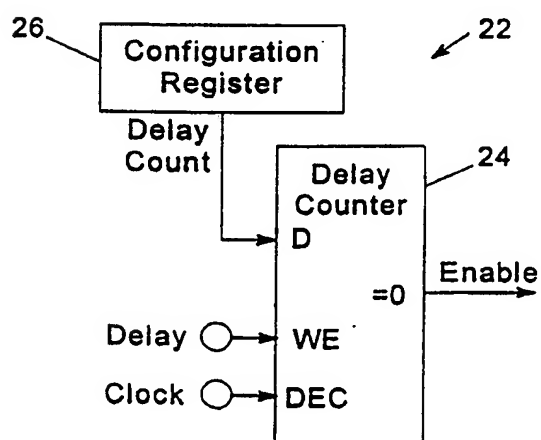 26
Configuration
Register
22
Delay
Count
24
Delay
Counter
D
Enable
=0
Delay
WE
Clock
DEC